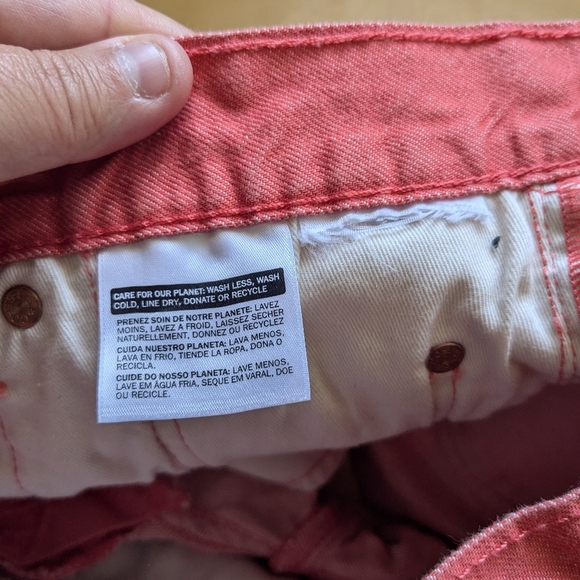 CARE FOR OUR PLANET: WASH LESS, WASH
COLD, LINE DRY, DONATE OR RECYCLE
PRENEZ SOIN DE NOTRE PLANETE: LAVEZ
MOINS, LAVEZ A FROID, LAISSEZ SECHER
NATURELLEMENT, DONNEZ OU RECYCLEZ
CUIDA NUESTRO PLANETA: LAVA MENOS,
LAVA EN FRIO, TIENDE LA ROPA, DONA O
RECICLA.
CUIDE DO NOSSO PLANETA: LAVE MENOS,
LAVE EM ÁGUA FRIA, SEQUE EM VARAL, DOE
OU RECICLE.